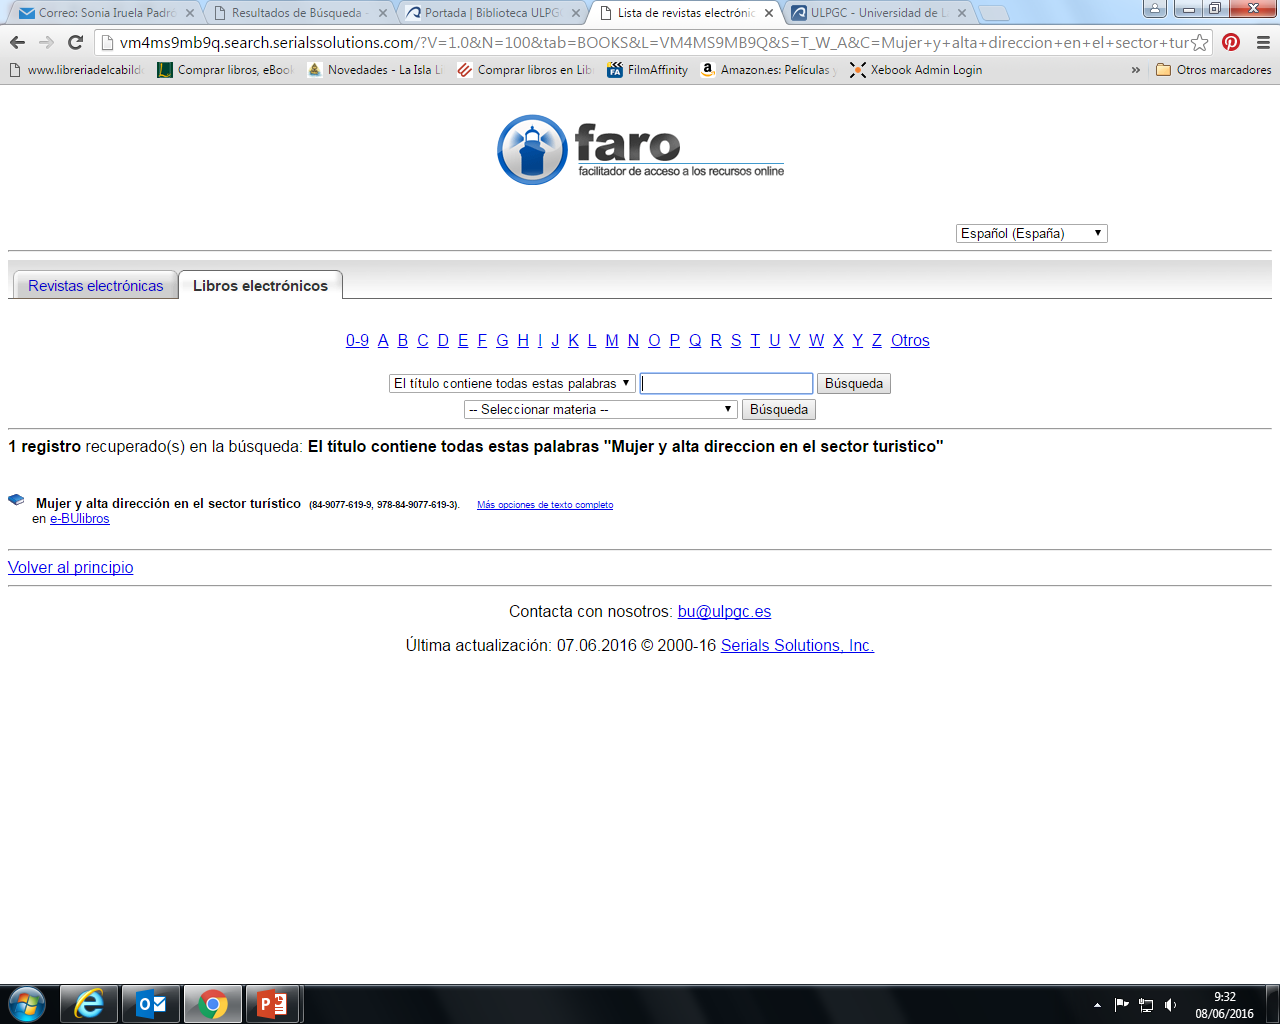 Correo: Sonia Iruela Padró
Resultados de Búsqueda -
Portada | Biblioteca ULPG
Lista de revistas electrónic
ULPGC - Universidad de L
vm4ms9mb9q.search.serialssolutions.com/?V=1.0&N=100&tab=BOOKS&L=VM4MS9MB9Q&S=T_W_A&C=Mujer+y+alta+direccion+en+el+sector+tur
www.libreriadelcabild
Comprar libros, eBoo
Novedades - La Isla Li
Comprar libros en Lib
FilmAffinity
Amazon.es: Películas y
Xebook Admin Login
»
Otros marcadores
faro
facilitador de acceso a los recursos online
Español (España)
Revistas electrónicas
Libros electrónicos
0-9 A B C D E F G H I J K L M N O P Q R S T U V W X Y Z Otros
El título contiene todas estas palabras
Búsqueda
-- Seleccionar materia --
Búsqueda
1 registro recuperado(s) en la búsqueda: El título contiene todas estas palabras "Mujer y alta direccion en el sector turistico"
Mujer y alta dirección en el sector turístico (84-9077-619-9, 978-84-9077-619-3). Más opciones de texto completo
en e-BUlibros
Volver al principio
Contacta con nosotros: bu@ulpgc.es
Última actualización: 07.06.2016 © 2000-16 Serials Solutions, Inc.
9:32
08/06/2016